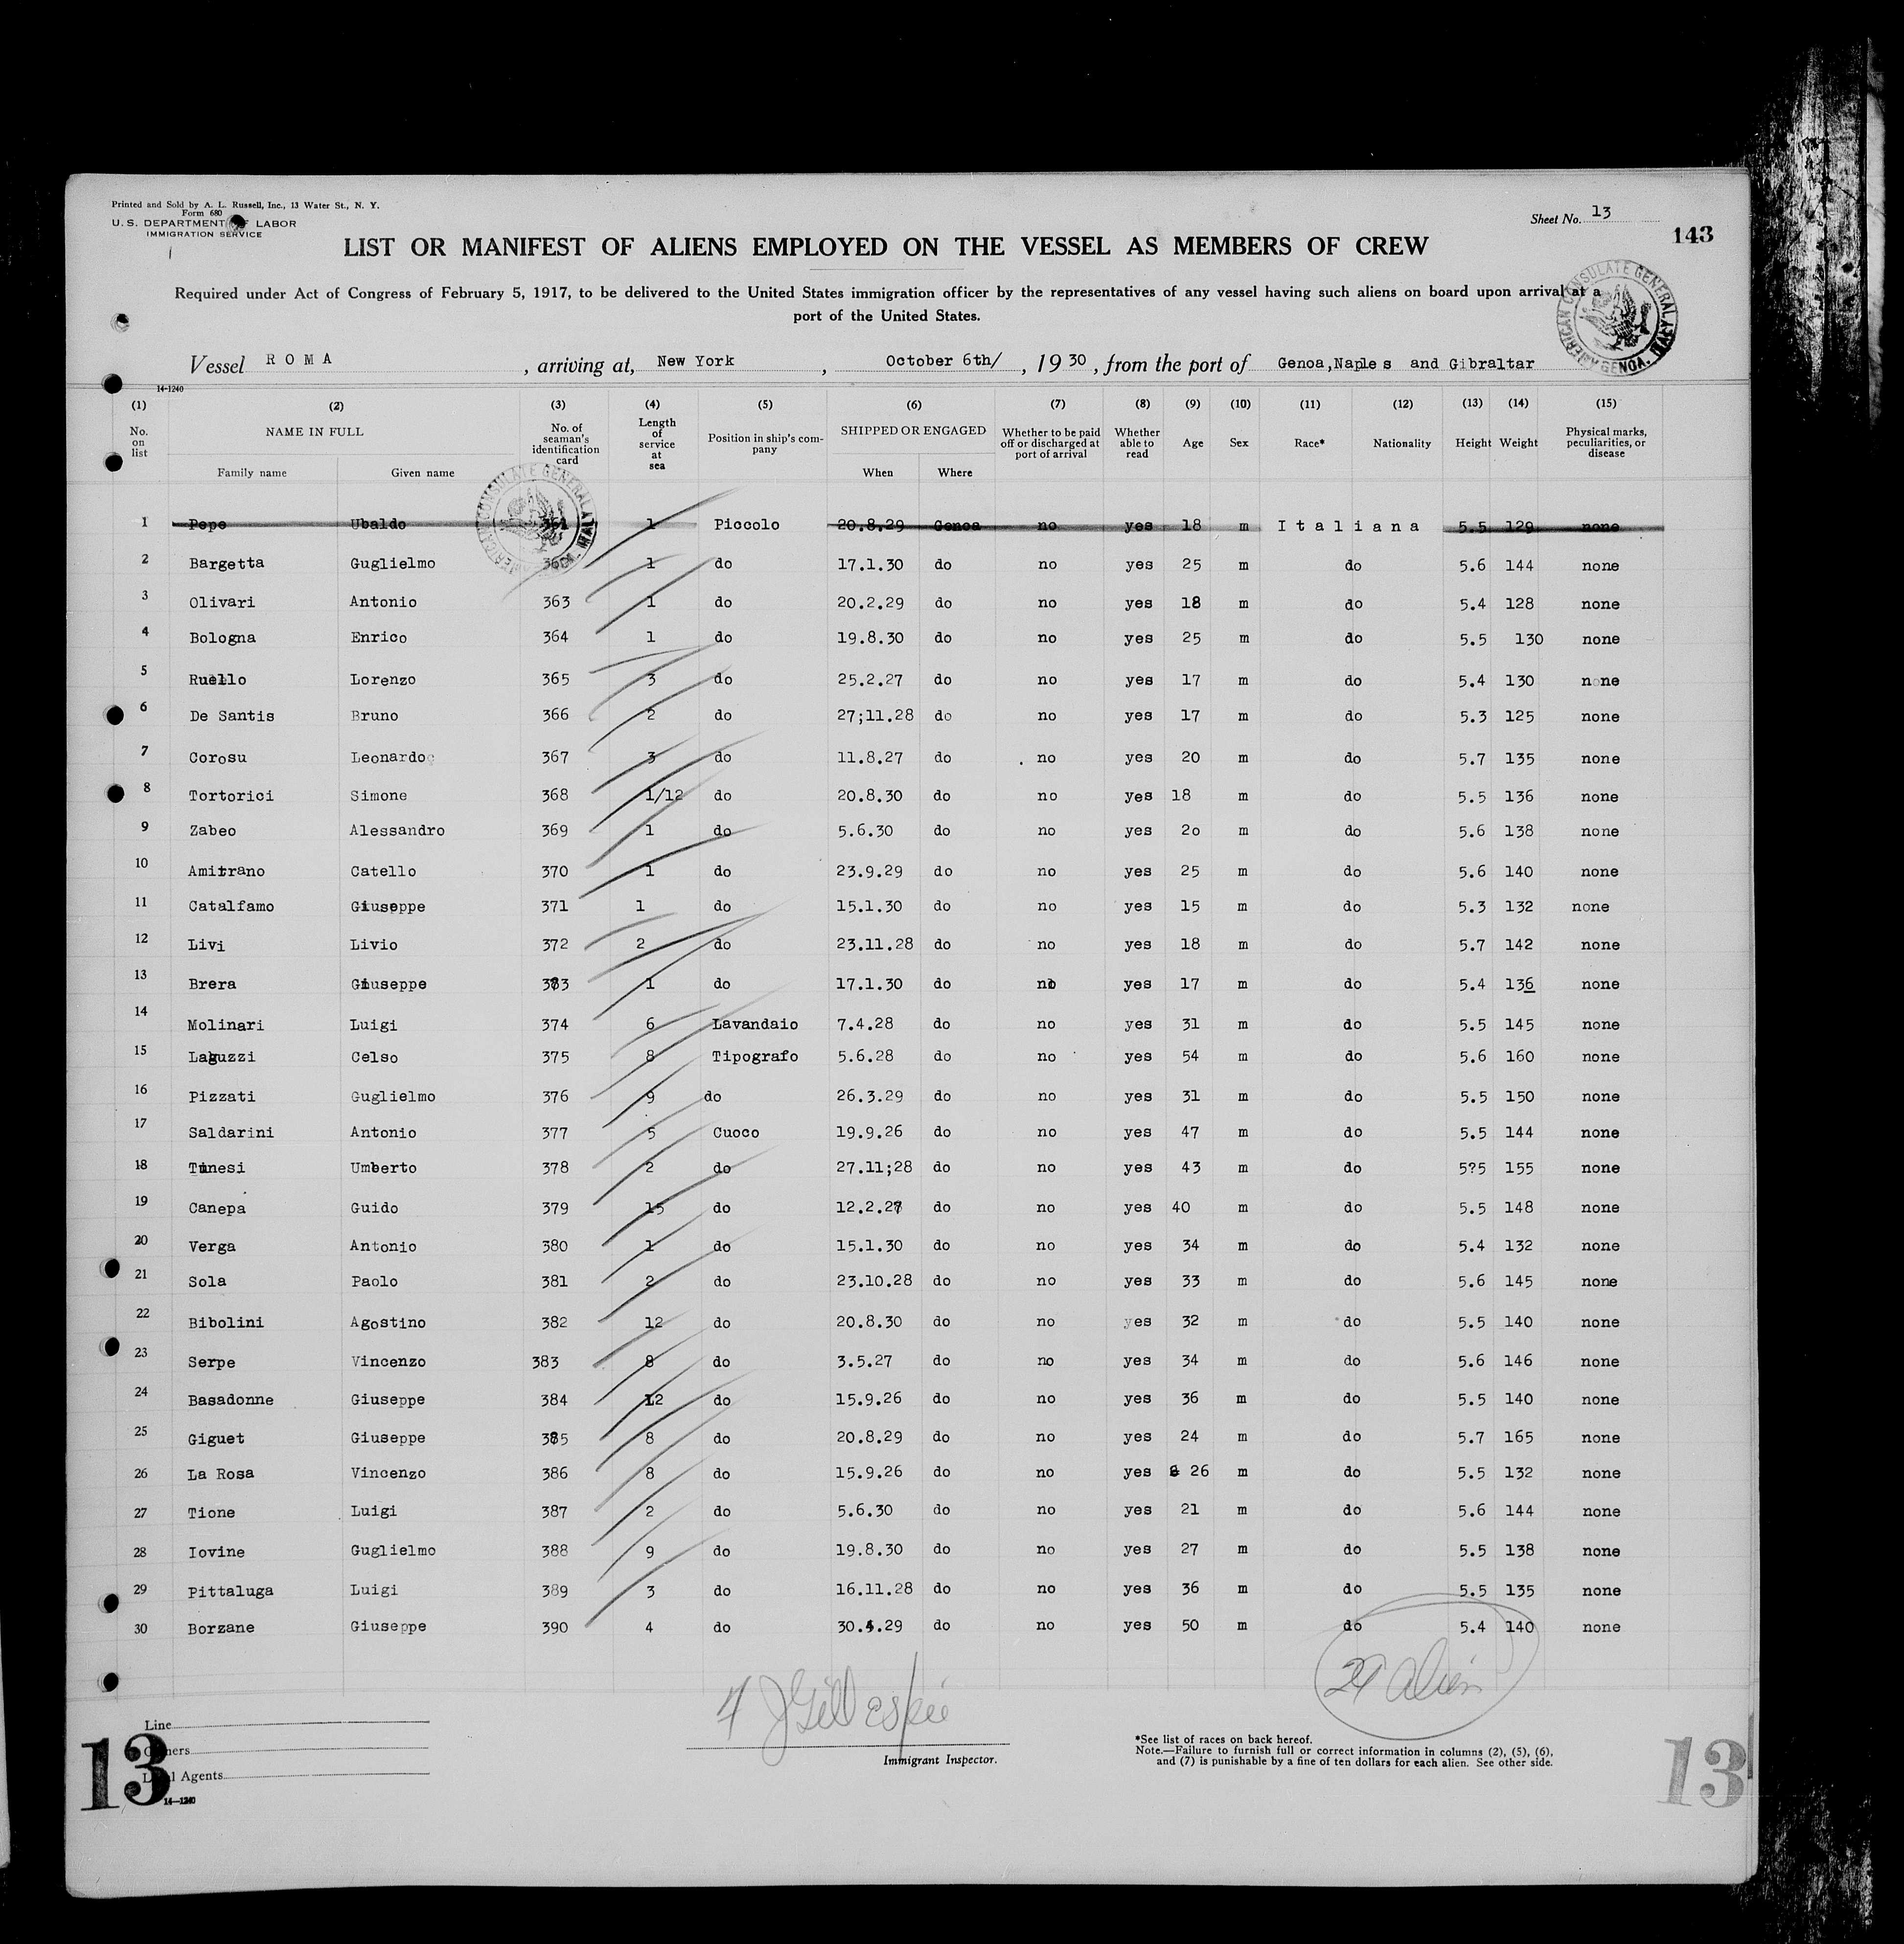 Printed and Sold by A. L. Russell, Inc., 13 Water St., N. Y.
Form 680
U. S. DEPARTMENT OF LABOR
IMMIGRATION SERVICE
Sheet No. 13
143
LIST OR MANIFEST OF ALIENS EMPLOYED ON THE VESSEL AS MEMBERS OF CREW
Required under Act of Congress of February 5, 1917, to be delivered to the United States immigration officer by the representatives of any vessel having such aliens on board upon arrival at a
port of the United States.
AMERICAN CONSULATE GENERAL GENOA, ITALY
Vessel ROMA, arriving at, New York, October 6th/, 1930, from the port of Genoa,Naples and Gibraltar
14-1240
(1) (2) (3) (4) (5) (6) (7) (8) (9) (10) (11) (12) (13) (14) (15)
No. on list NAME IN FULL Family name Given name No. of seaman's identification card Length of service at sea Position in ship's company SHIPPED OR ENGAGED When Where Whether to be paid off or discharged at port of arrival Whether able to read Age Sex Race* Nationality Height Weight Physical marks, peculiarities, or disease
AMERICAN CONSULATE GENERAL
1 Pepe Ubaldo 361 1 Piccolo 20.8.29 Genoa no yes 18 m Italiana 5.5 129 none
2 Bargetta Guglielmo 362 1 do 17.1.30 do no yes 25 m do 5.6 144 none
3 Olivari Antonio 363 1 do 20.2.29 do no yes 18 m do 5.4 128 none
4 Bologna Enrico 364 1 do 19.8.30 do no yes 25 m do 5.5 130 none
5 Ruello Lorenzo 365 3 do 25.2.27 do no yes 17 m do 5.4 130 none
6 De Santis Bruno 366 2 do 27;11.28 do no yes 17 m do 5.3 125 none
7 Corosu Leonardo 367 3 do 11.8.27 do no yes 20 m do 5.7 135 none
8 Tortorici Simone 368 1/12 do 20.8.30 do no yes 18 m do 5.5 136 none
9 Zabeo Alessandro 369 1 do 5.6.30 do no yes 2o m do 5.6 138 none
10 Amitrano Catello 370 1 do 23.9.29 do no yes 25 m do 5.6 140 none
11 Catalfamo Giuseppe 371 1 do 15.1.30 do no yes 15 m do 5.3 132 none
12 Livi Livio 372 2 do 23.11.28 do no yes 18 m do 5.7 142 none
13 Brera Giuseppe 373 1 do 17.1.30 do no yes 17 m do 5.4 136 none
14 Molinari Luigi 374 6 Lavandaio 7.4.28 do no yes 31 m do 5.5 145 none
15 Laguzzi Celso 375 8 Tipografo 5.6.28 do no yes 54 m do 5.6 160 none
16 Pizzati Guglielmo 376 9 do 26.3.29 do no yes 31 m do 5.5 150 none
17 Saldarini Antonio 377 5 Cuoco 19.9.26 do no yes 47 m do 5.5 144 none
18 Tunesi Umberto 378 2 do 27.11;28 do no yes 43 m do 5?5 155 none
19 Canepa Guido 379 15 do 12.2.27 do no yes 40 m do 5.5 148 none
20 Verga Antonio 380 1 do 15.1.30 do no yes 34 m do 5.4 132 none
21 Sola Paolo 381 2 do 23.10.28 do no yes 33 m do 5.6 145 none
22 Bibolini Agostino 382 12 do 20.8.30 do no yes 32 m do 5.5 140 none
23 Serpe Vincenzo 383 8 do 3.5.27 do no yes 34 m do 5.6 146 none
24 Basadonne Giuseppe 384 12 do 15.9.26 do no yes 36 m do 5.5 140 none
25 Giguet Giuseppe 385 8 do 20.8.29 do no yes 24 m do 5.7 165 none
26 La Rosa Vincenzo 386 8 do 15.9.26 do no yes 26 m do 5.5 132 none
27 Tione Luigi 387 2 do 5.6.30 do no yes 21 m do 5.6 144 none
28 Iovine Guglielmo 388 9 do 19.8.30 do no yes 27 m do 5.5 138 none
29 Pittaluga Luigi 389 3 do 16.11.28 do no yes 36 m do 5.5 135 none
30 Borzane Giuseppe 390 4 do 30.4.29 do no yes 50 m do 5.4 140 none
29 alien
J Gillespie
Immigrant Inspector.
Line
Owners
Local Agents
14-1240
13
*See list of races on back hereof.
Note.—Failure to furnish full or correct information in columns (2), (5), (6),
and (7) is punishable by a fine of ten dollars for each alien. See other side.
13